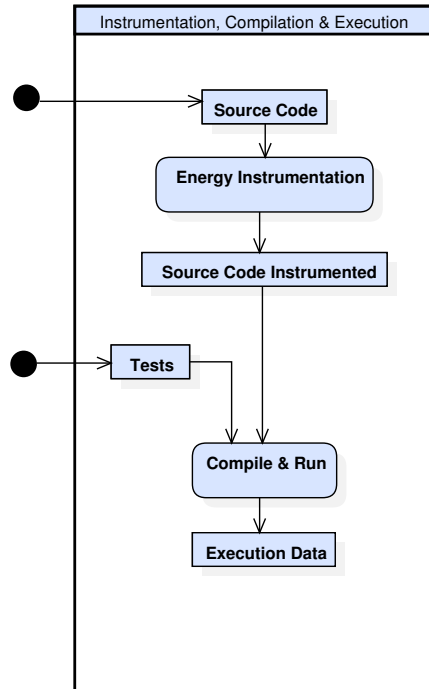 Instrumentation, Compilation & Execution
Source Code
Energy Instrumentation
Source Code Instrumented
Tests
Compile & Run
Execution Data